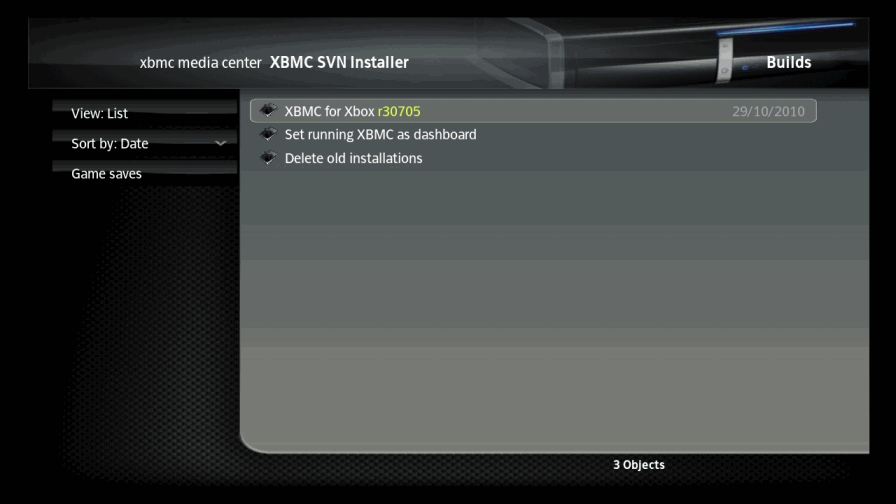 xbmc media center XBMC SVN Installer
Builds
View: List
Sort by: Date
Game saves
XBMC for Xbox r30705 29/10/2010
Set running XBMC as dashboard
Delete old installations
3 Objects